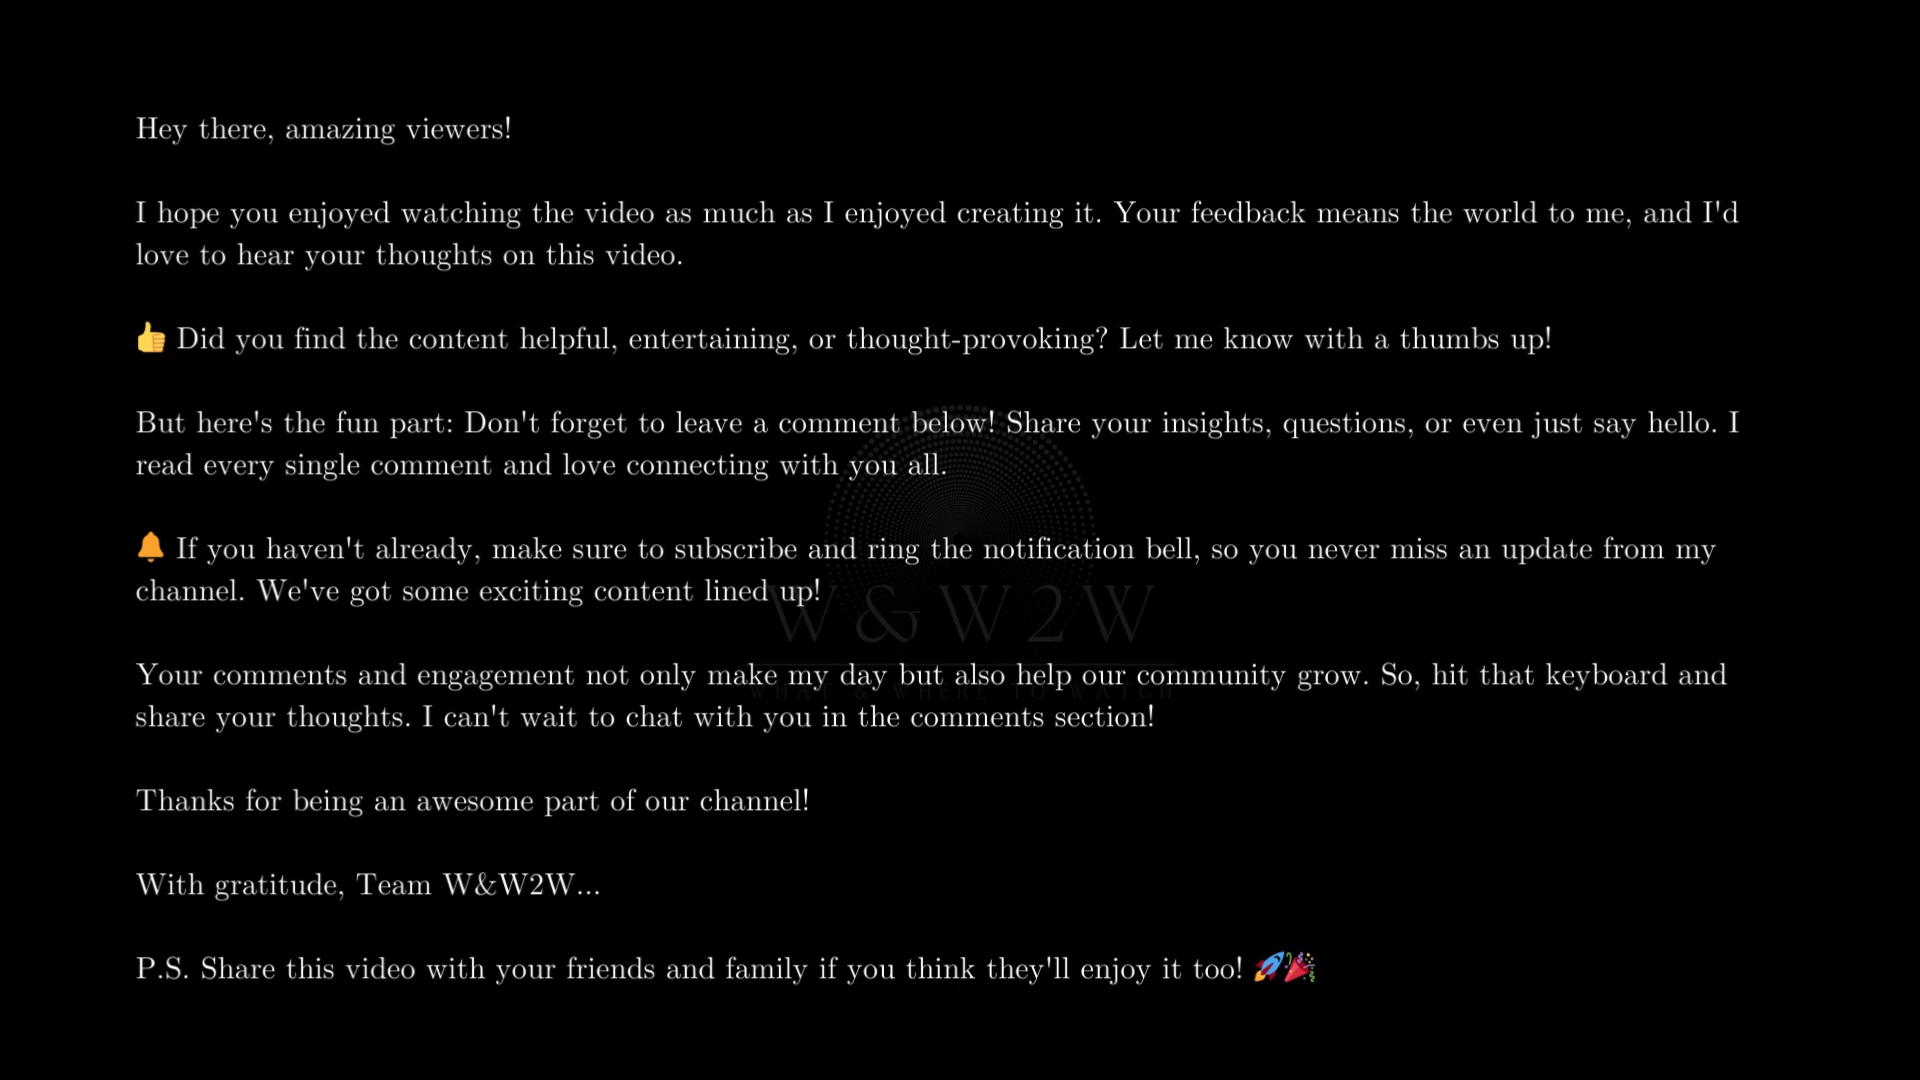 Hey there, amazing viewers!
I hope you enjoyed watching the video as much as I enjoyed creating it. Your feedback means the world to me, and I'd
love to hear your thoughts on this video.
👍 Did you find the content helpful, entertaining, or thought-provoking? Let me know with a thumbs up!
But here's the fun part: Don't forget to leave a comment below! Share your insights, questions, or even just say hello. I
read every single comment and love connecting with you all.
🔔 If you haven't already, make sure to subscribe and ring the notification bell, so you never miss an update from my
channel. We've got some exciting content lined up!
W&W2W
Your comments and engagement not only make my day but also help our community grow. So, hit that keyboard and
WHAT & WHERE TO WATCH
share your thoughts. I can't wait to chat with you in the comments section!
Thanks for being an awesome part of our channel!
With gratitude, Team W&W2W...
P.S. Share this video with your friends and family if you think they'll enjoy it too! 🚀🎉